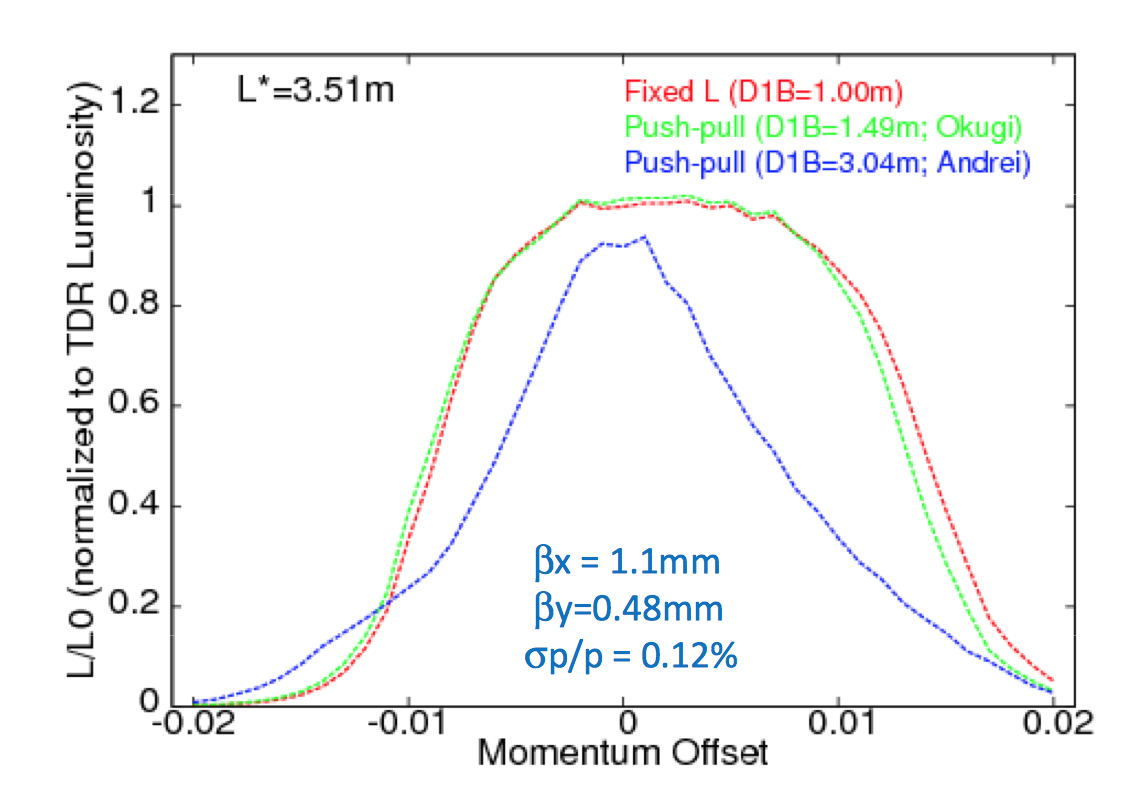 L*=3.51m
Fixed L (D1B=1.00m)
Push-pull (D1B=1.49m; Okugi)
Push-pull (D1B=3.04m; Andrei)
L/L0 (normalized to TDR Luminosity)
1.2
1
0.8
0.6
0.4
0.2
0
βx = 1.1mm
βy=0.48mm
σp/p = 0.12%
-0.02
-0.01
0
0.01
0.02
Momentum Offset